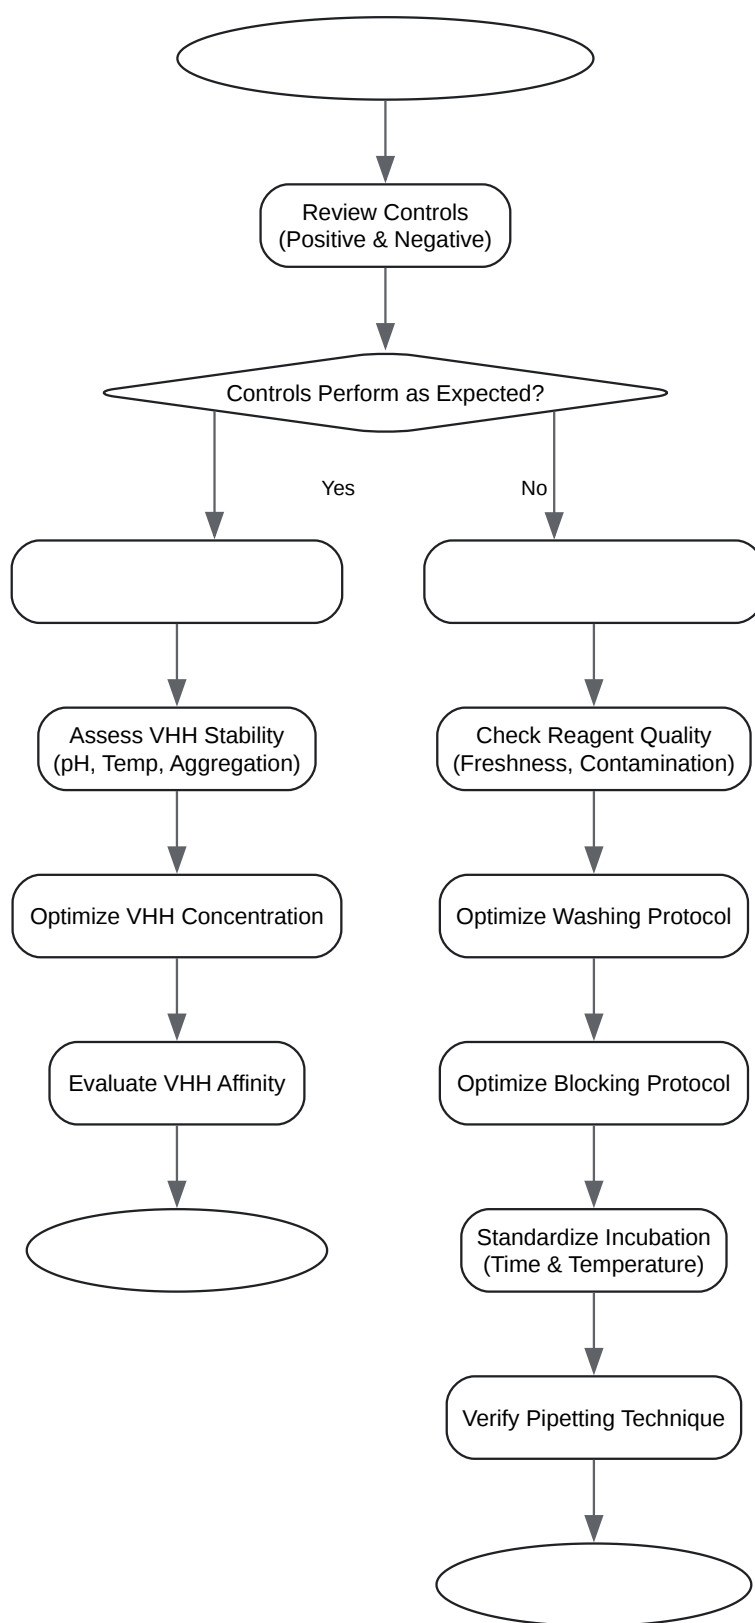 Review Controls
(Positive & Negative)
Controls Perform as Expected?
Yes
No
Assess VHH Stability
(pH, Temp, Aggregation)
Check Reagent Quality
(Freshness, Contamination)
Optimize VHH Concentration
Optimize Washing Protocol
Evaluate VHH Affinity
Optimize Blocking Protocol
Standardize Incubation
(Time & Temperature)
Verify Pipetting Technique